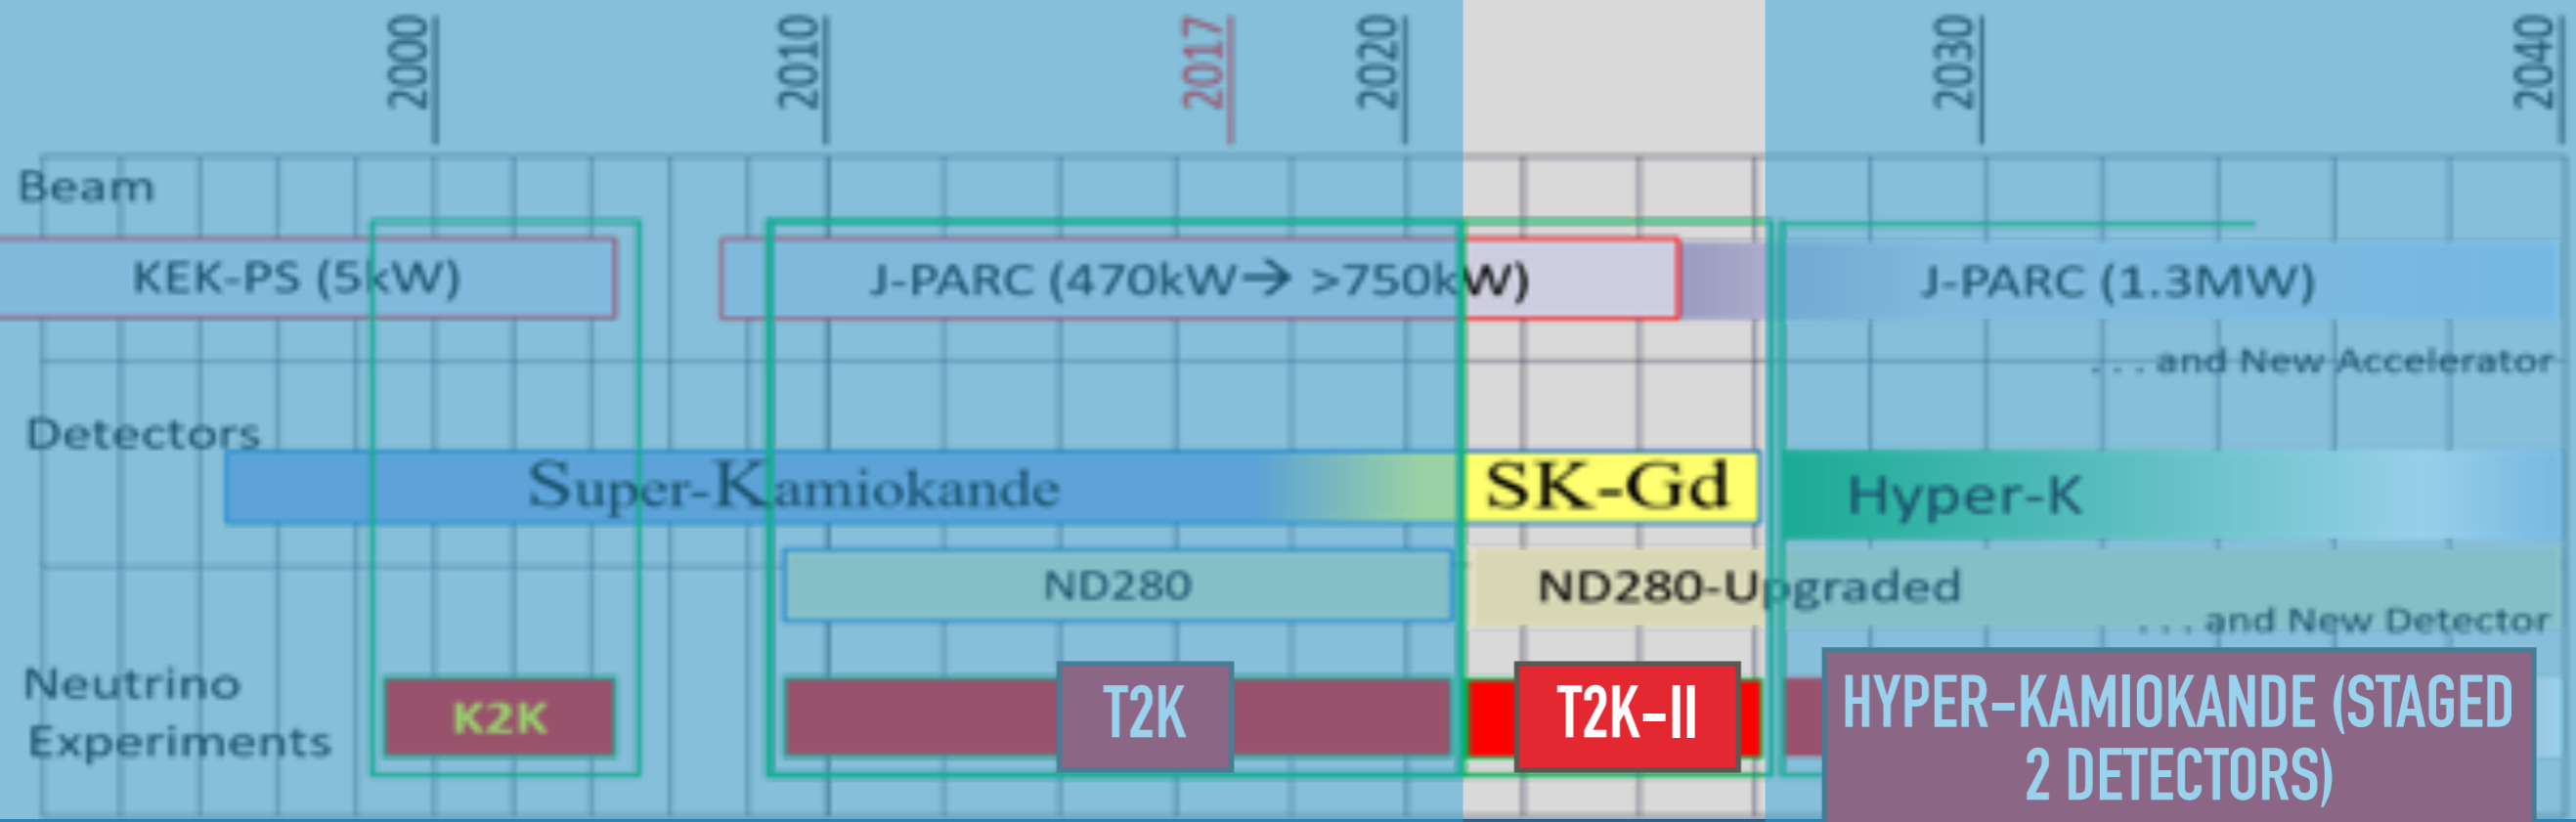 2000
2010
2017
2020
2030
2040
Beam
KEK-PS (5kW)
J-PARC (470kW→ >750kW)
J-PARC (1.3MW)
. . . and New Accelerator
Detectors
Super-Kamiokande
SK-Gd
Hyper-K
ND280
ND280-Upgraded
. . . and New Detector
Neutrino
Experiments
K2K
T2K
T2K-II
HYPER-KAMIOKANDE (STAGED
2 DETECTORS)